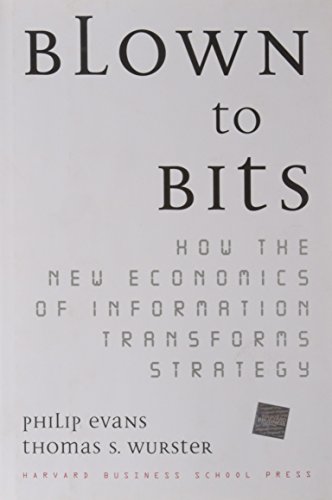 BLOWN
to
BITS
HOW THE
NEW ECONOMICS
OF INFORMATION
TRANSFORMS
STRATEGY
PHILIP EVANS
THOMAS S. WURSTER
HARVARD BUSINESS SCHOOL PRESS